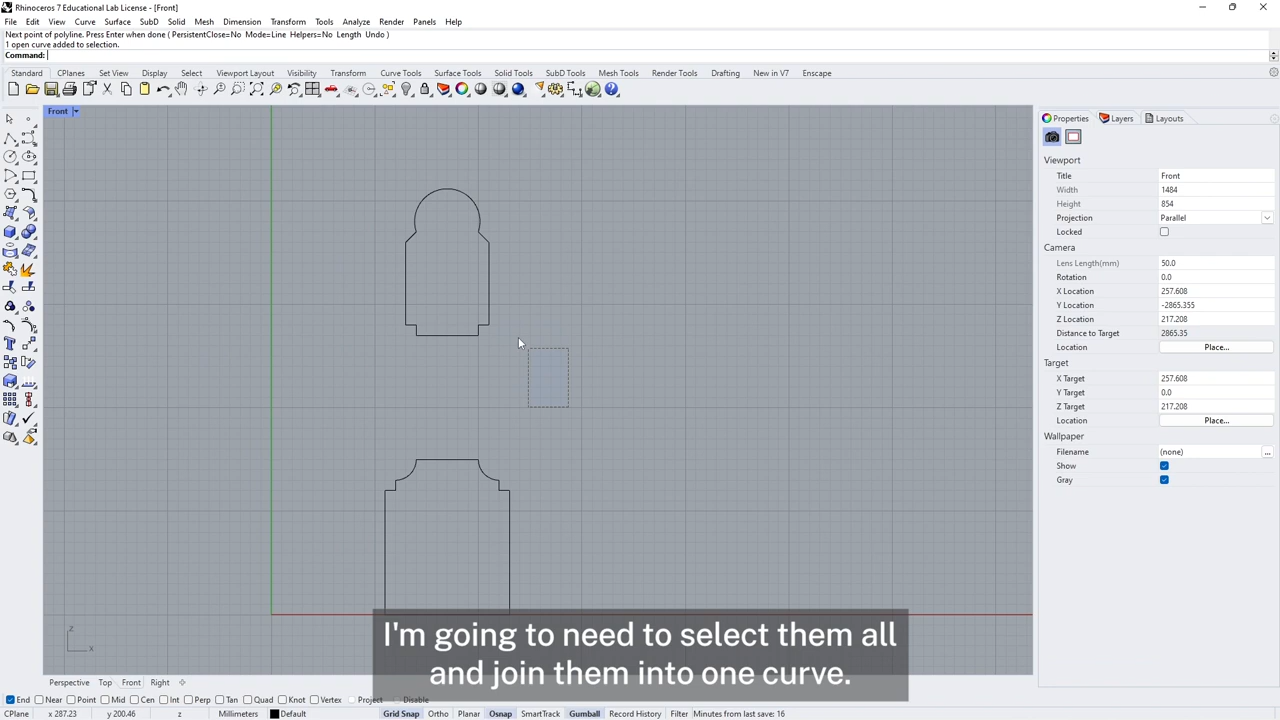 Rhinoceros 7 Educational Lab License - [Front]
File Edit View Curve Surface SubD Solid Mesh Dimension Transform Tools Analyze Render Panels Help
Next point of polyline. Press Enter when done ( PersistentClose=No Mode=Line Helpers=No Length Undo )
1 open curve added to selection.
Command:
Standard CPlanes Set View Display Select Viewport Layout Visibility Transform Curve Tools Surface Tools Solid Tools SubD Tools Mesh Tools Render Tools Drafting New in V7 Enscape
Front
Properties Layers Layouts
Viewport
Title Front
Width 1484
Height 854
Projection Parallel
Locked
Camera
Lens Length(mm) 50.0
Rotation 0.0
X Location 257.608
Y Location -2865.355
Z Location 217.208
Distance to Target 2865.35
Location Place...
Target
X Target 257.608
Y Target 0.0
Z Target 217.208
Location Place...
Wallpaper
Filename (none) ...
Show
Gray
z
x
I'm going to need to select them all
and join them into one curve.
Perspective Top Front Right
End Near Point Mid Cen Int Perp Tan Quad Knot Vertex Project Disable
CPlane x 287.23 y 200.46 z Millimeters Default Grid Snap Ortho Planar Osnap SmartTrack Gumball Record History Filter Minutes from last save: 16